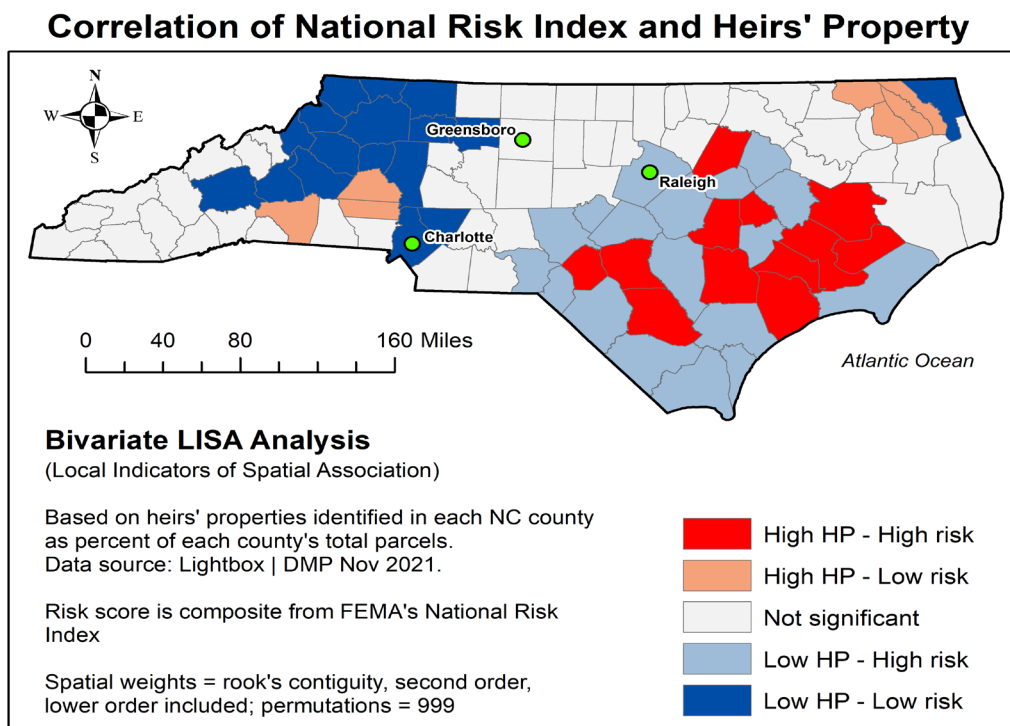 Correlation of National Risk Index and Heirs' Property
N
W E
S
Greensboro
Raleigh
Charlotte
0 40 80 160 Miles
Atlantic Ocean
Bivariate LISA Analysis
(Local Indicators of Spatial Association)
Based on heirs' properties identified in each NC county
as percent of each county's total parcels.
Data source: Lightbox | DMP Nov 2021.
Risk score is composite from FEMA's National Risk
Index
Spatial weights = rook's contiguity, second order,
lower order included; permutations = 999
High HP - High risk
High HP - Low risk
Not significant
Low HP - High risk
Low HP - Low risk